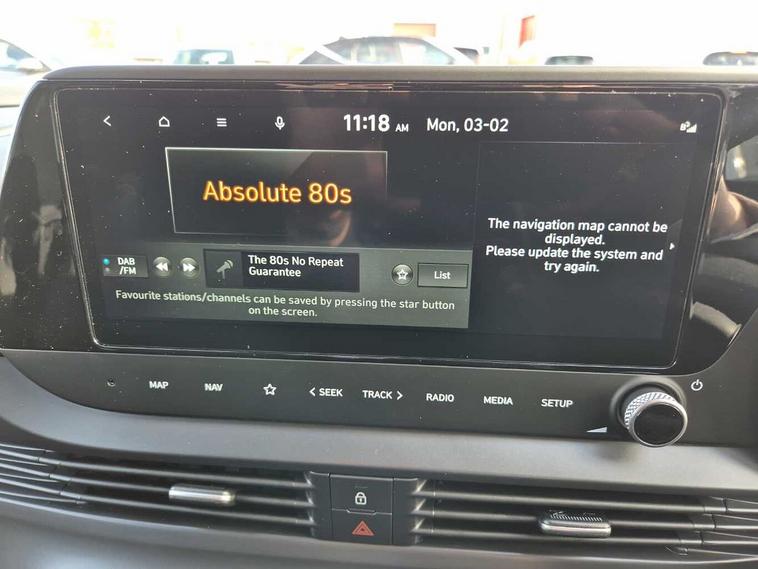 11:18 AM Mon, 03-02
Absolute 80s
The navigation map cannot be
displayed.
Please update the system and
try again.
DAB
/FM
The 80s No Repeat
Guarantee
List
Favourite stations/channels can be saved by pressing the star button
on the screen.
MAP NAV SEEK TRACK RADIO MEDIA SETUP